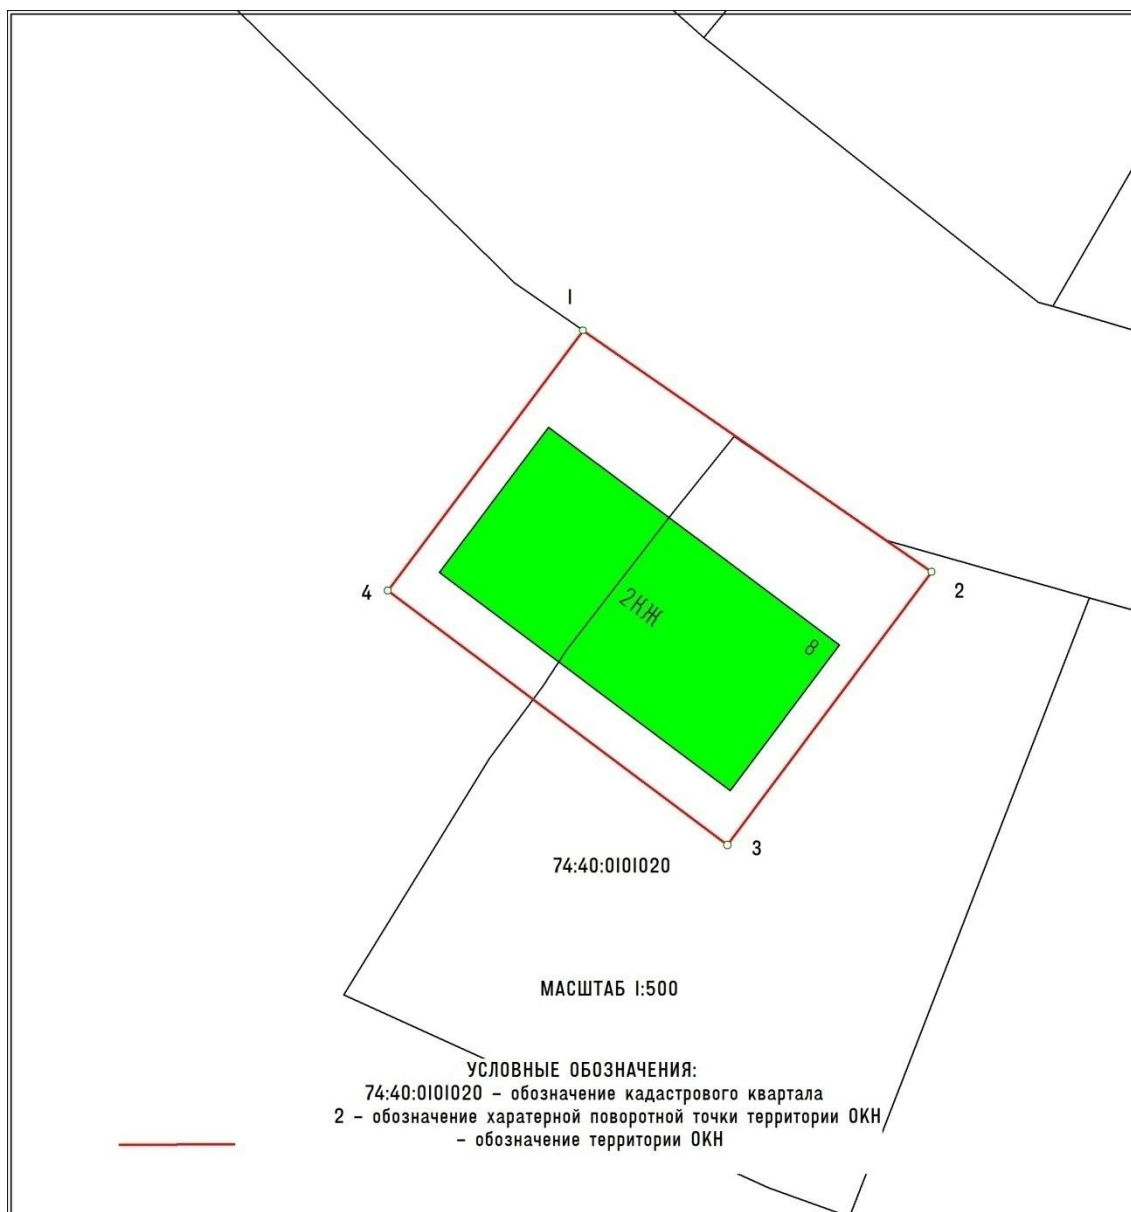 1
2
4
2КЖ
8
3
74:40:0101020
МАСШТАБ 1:500
УСЛОВНЫЕ ОБОЗНАЧЕНИЯ:
74:40:0101020 – обозначение кадастрового квартала
2 – обозначение харатерной поворотной точки территории ОКН
– обозначение территории ОКН